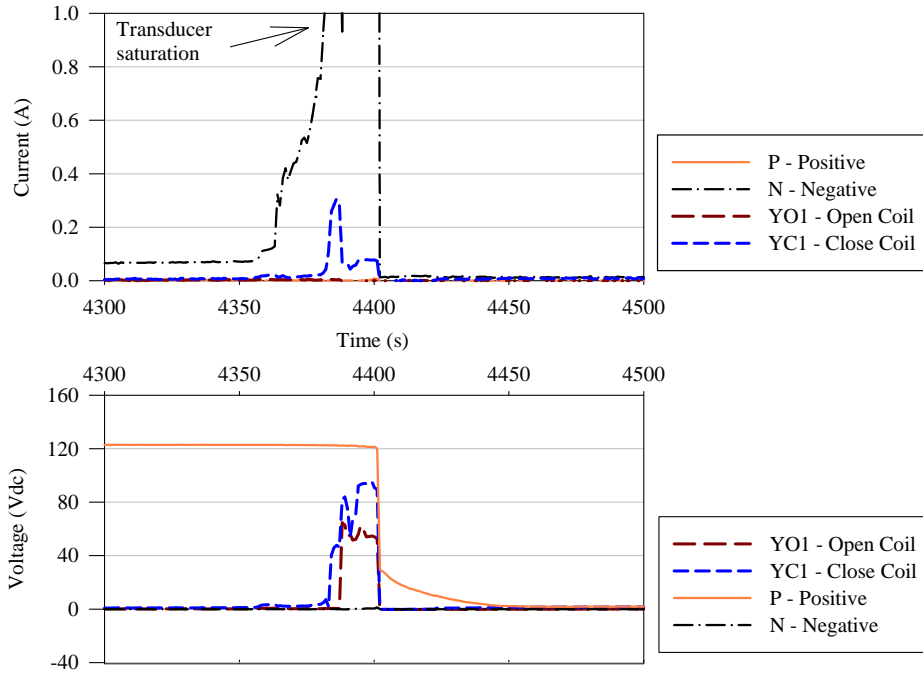 1.0
Transducer
saturation
0.8
0.6
0.4
0.2
0.0
Current (A)
4300 4350 4400 4450 4500
Time (s)
P - Positive
N - Negative
YO1 - Open Coil
YC1 - Close Coil
4300 4350 4400 4450 4500
160
120
80
40
0
-40
Voltage (Vdc)
YO1 - Open Coil
YC1 - Close Coil
P - Positive
N - Negative